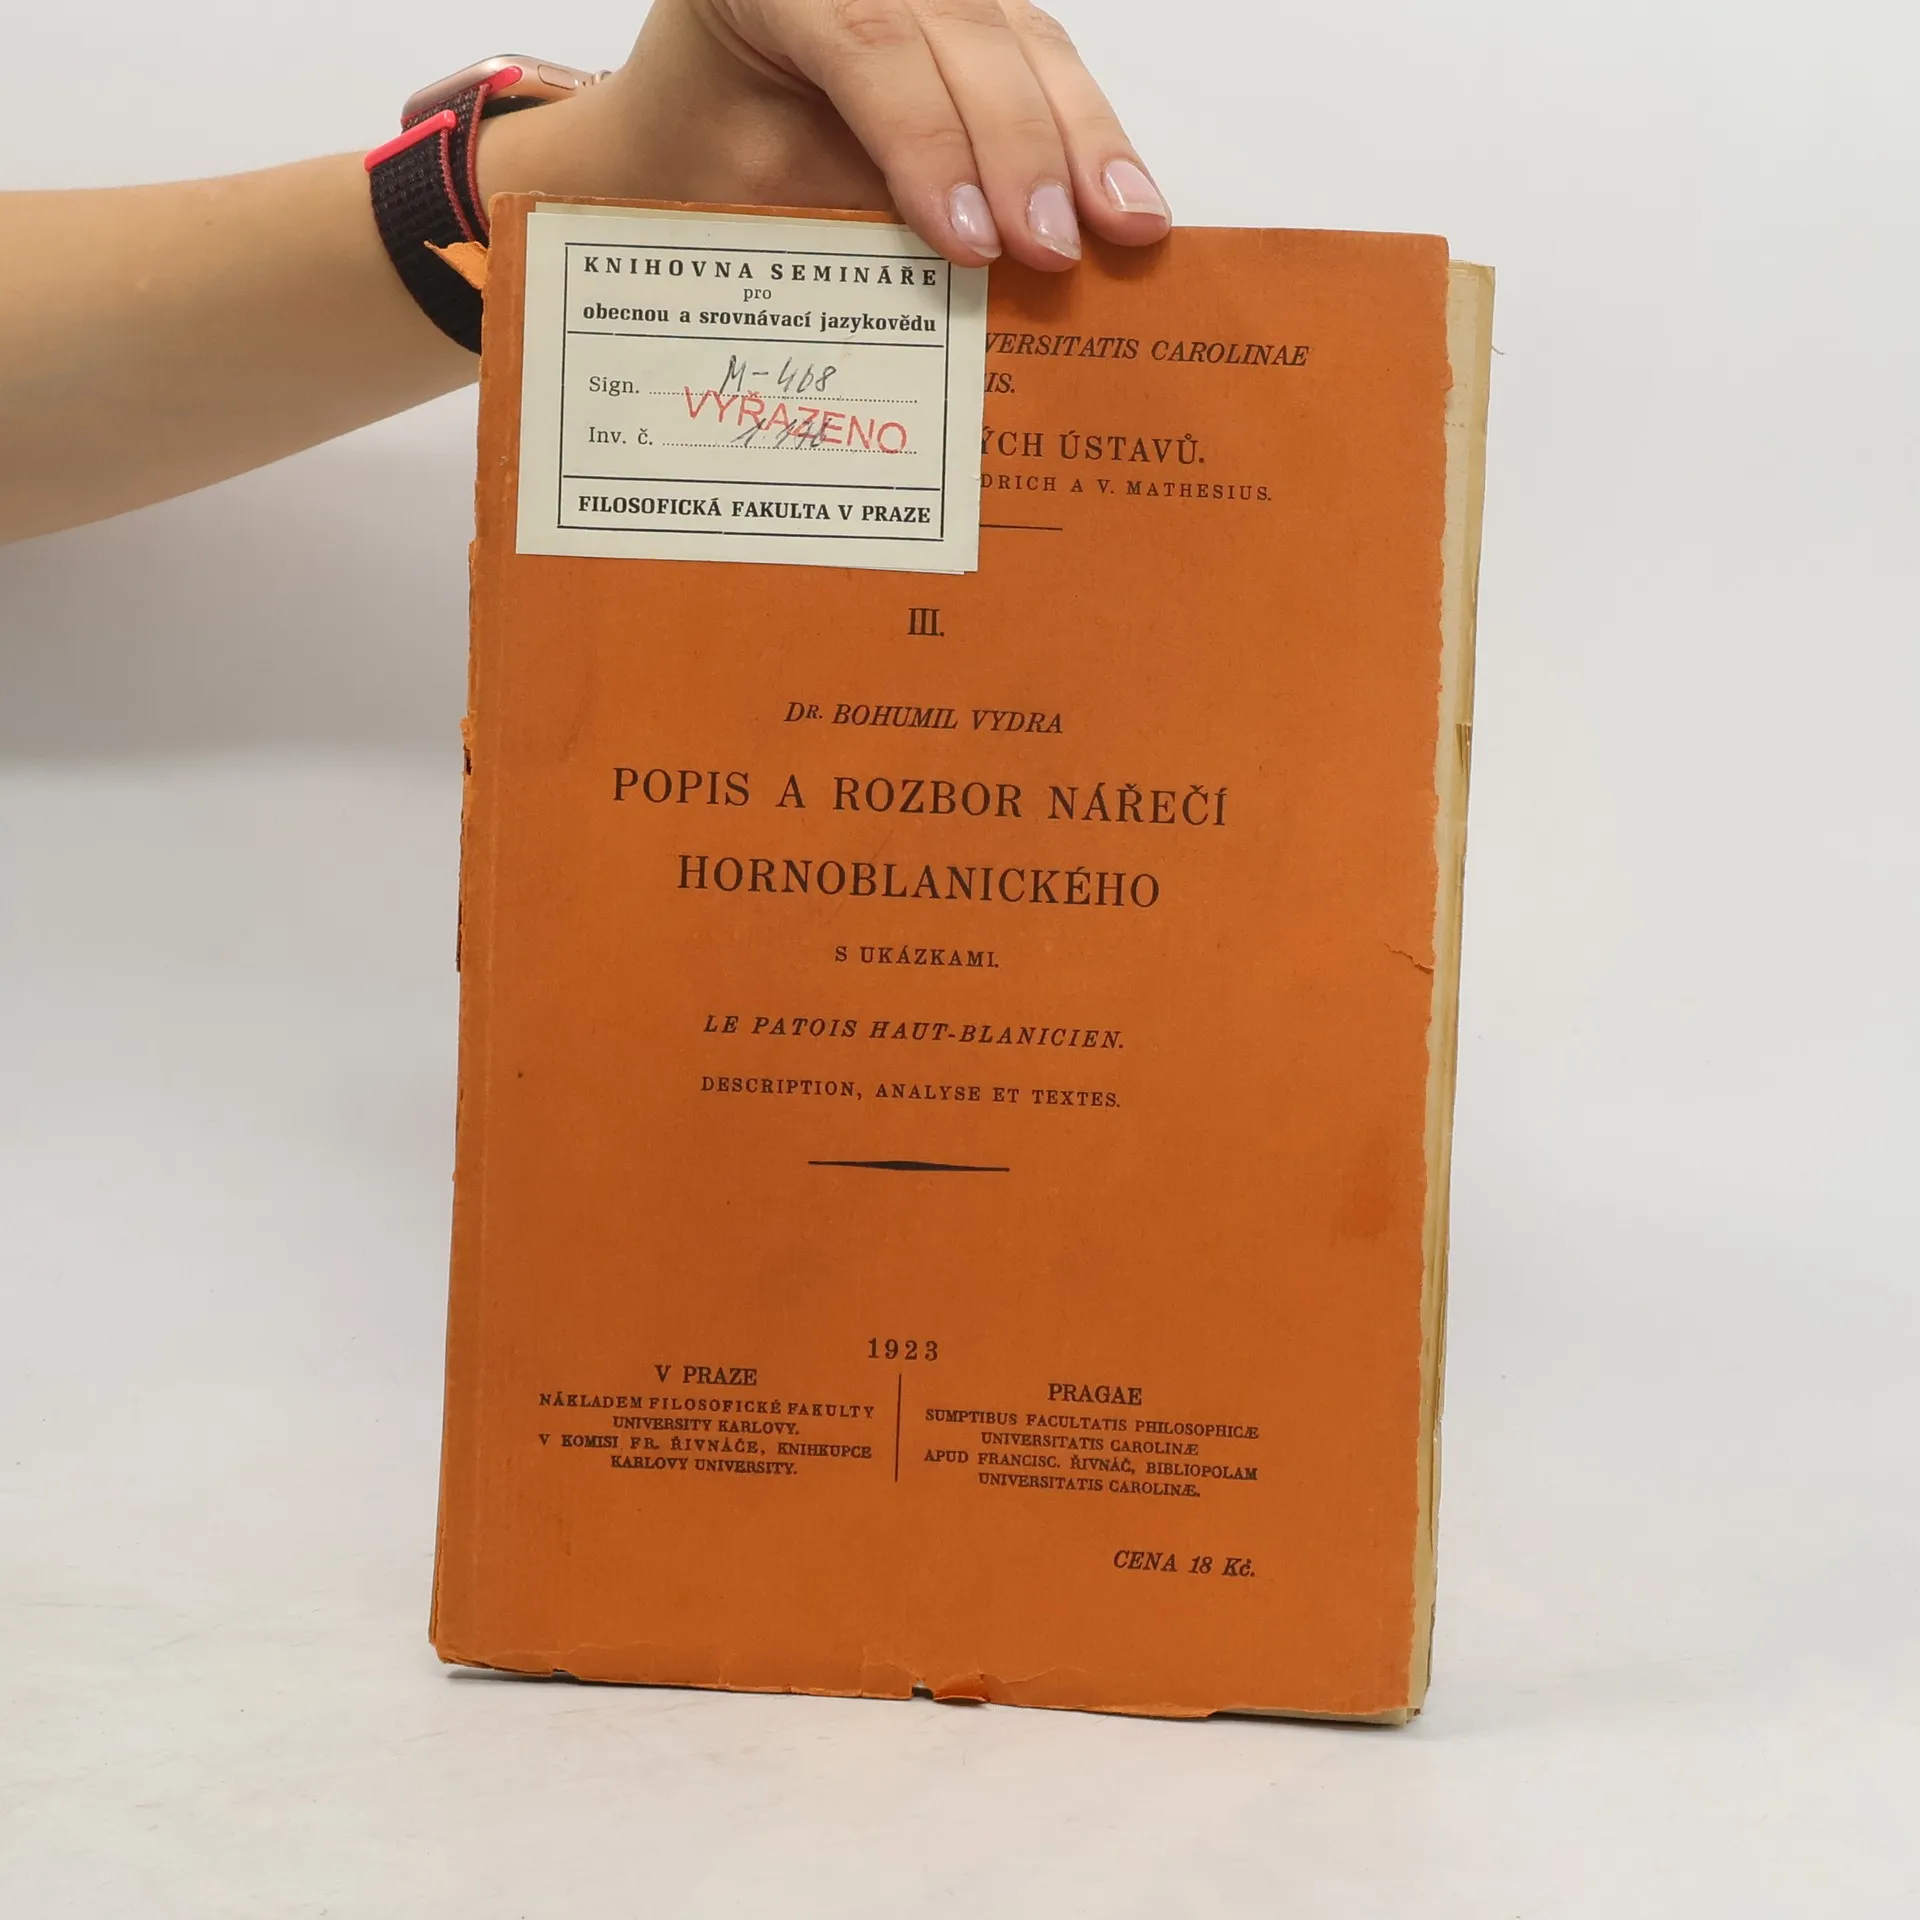 KNIHOVNA SEMINÁŘE
pro
obecnou a srovnávací jazykovědu
Sign. M-468
VYŘAZENO
Inv. č.
FILOSOFICKÁ FAKULTA V PRAZE
VERSITATIS CAROLINAE
IS.
ÝCH ÚSTAVŮ.
DRICH A V. MATHESIUS.
III.
DR. BOHUMIL VYDRA
POPIS A ROZBOR NÁŘEČÍ
HORNOBLANICKÉHO
S UKÁZKAMI.
LE PATOIS HAUT-BLANICIEN.
DESCRIPTION, ANALYSE ET TEXTES.
1923
V PRAZE
NÁKLADEM FILOSOFICKÉ FAKULTY
UNIVERSITY KARLOVY.
V KOMISI FR. ŘIVNÁČE, KNIHKUPCE
KARLOVY UNIVERSITY.
PRAGAE
SUMPTIBUS FACULTATIS PHILOSOPHICÆ
UNIVERSITATIS CAROLINÆ
APUD FRANCISC. ŘIVNÁČ, BIBLIOPOLAM
UNIVERSITATIS CAROLINÆ.
CENA 18 Kč.